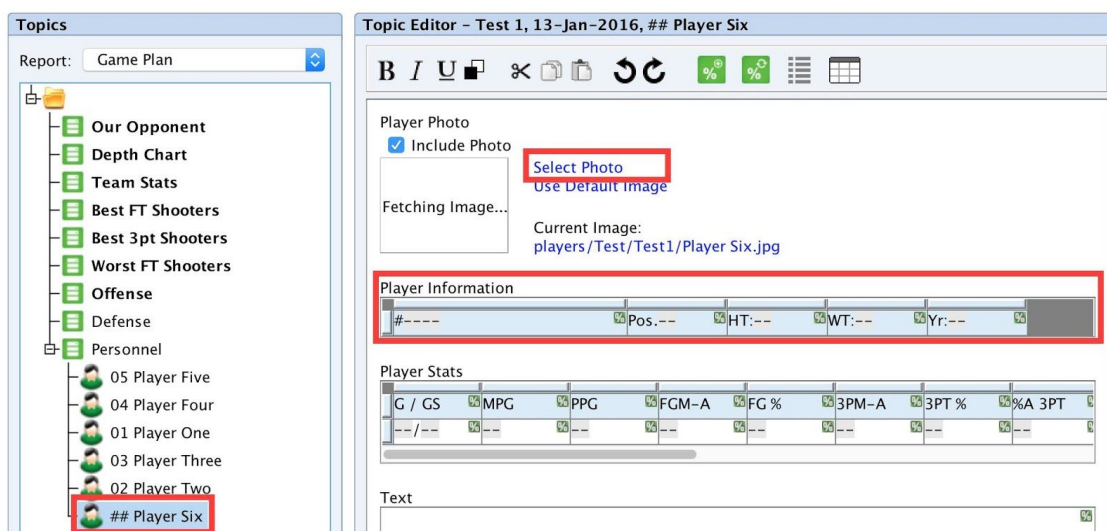 Topics
Report: Game Plan
Our Opponent
Depth Chart
Team Stats
Best FT Shooters
Best 3pt Shooters
Worst FT Shooters
Offense
Defense
Personnel
05 Player Five
04 Player Four
01 Player One
03 Player Three
02 Player Two
## Player Six
Topic Editor - Test 1, 13-Jan-2016, ## Player Six
B I U
Player Photo
Include Photo
Fetching Image...
Select Photo
Use Default Image
Current Image:
players/Test/Test1/Player Six.jpg
Player Information
#---- Pos.-- HT:-- WT:-- Yr:--
Player Stats
G / GS MPG PPG FGM-A FG % 3PM-A 3PT % %A 3PT
--/-- -- -- -- -- -- -- --
Text